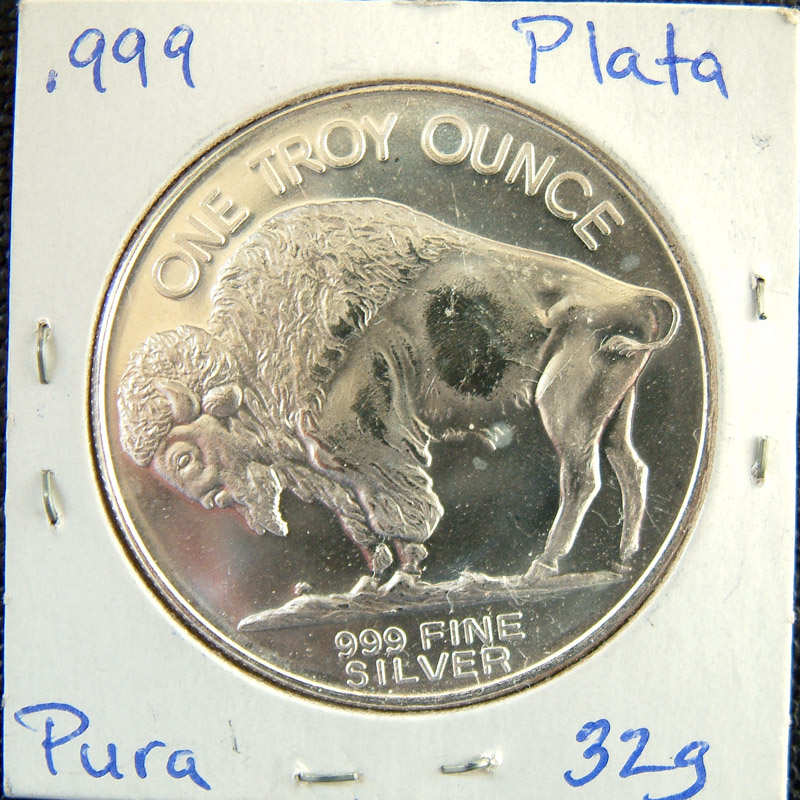 .999 Plata
ONE TROY OUNCE
999 FINE
SILVER
Pura 32g